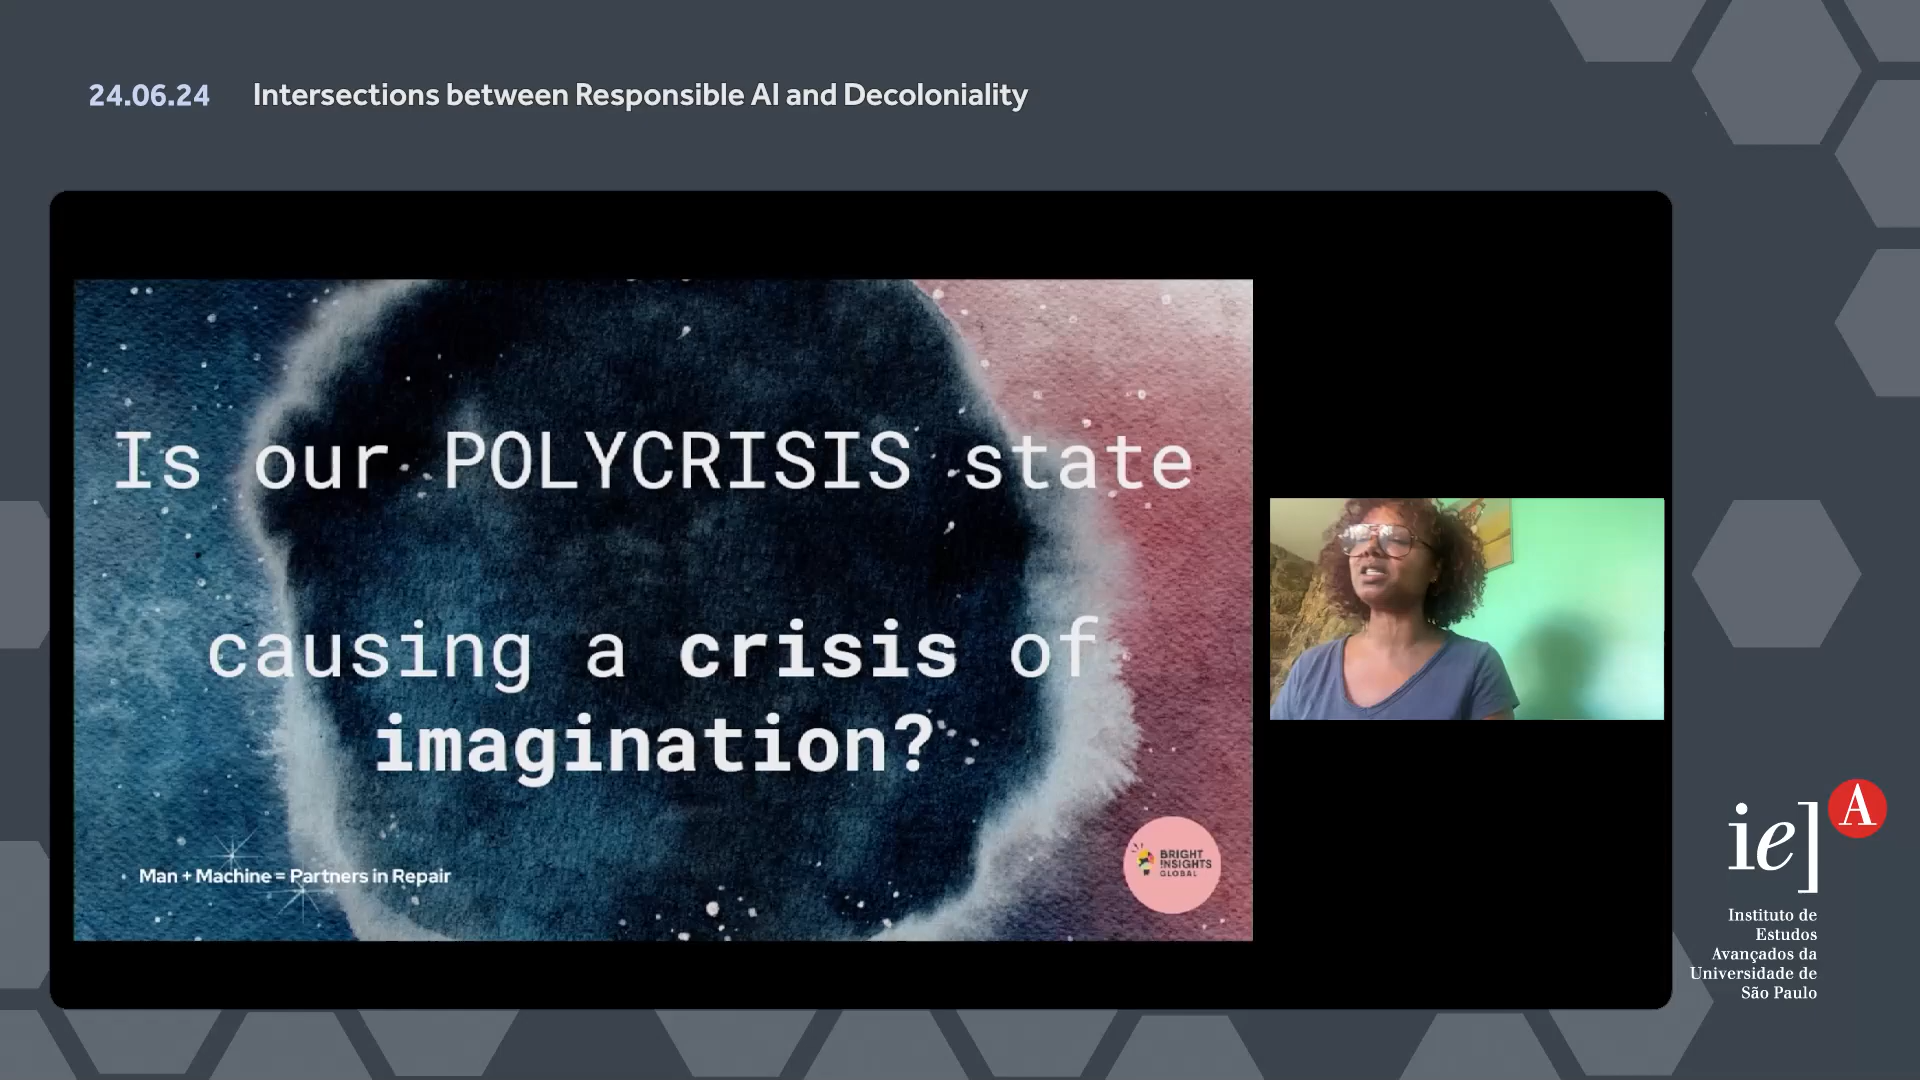 24.06.24 Intersections between Responsible AI and Decoloniality
Is our POLYCRISIS state
causing a crisis of
imagination?
Man + Machine = Partners in Repair
BRIGHT
INSIGHTS
GLOBAL
ie] A
Instituto de
Estudos
Avançados da
Universidade de
São Paulo